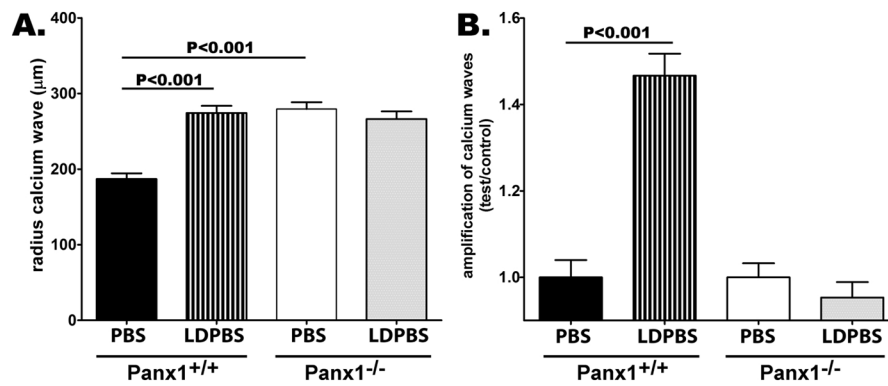 A.
radius calcium wave (µm)
400
300
200
100
0
P<0.001
P<0.001
PBS LDPBS PBS LDPBS
Panx1+/+ Panx1-/-
B.
amplification of calcium waves
(test/control)
1.6
1.4
1.2
1.0
P<0.001
PBS LDPBS PBS LDPBS
Panx1+/+ Panx1-/-